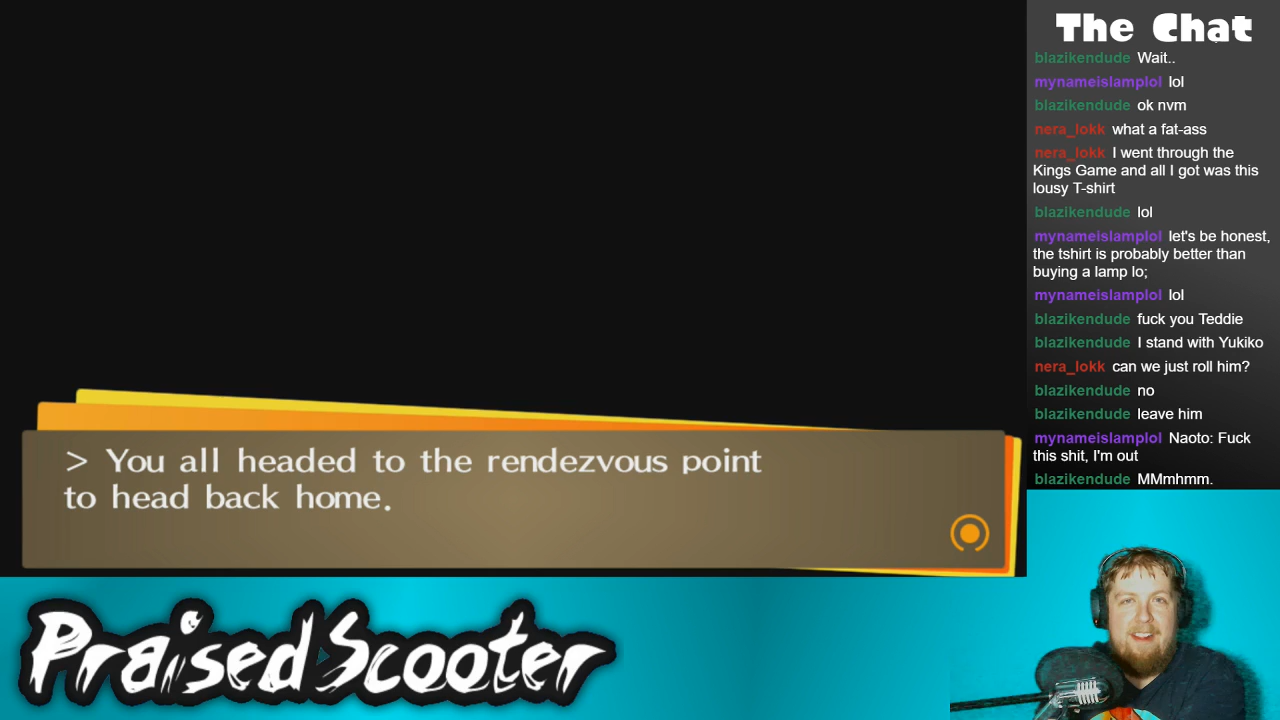 The Chat
blazikendude Wait..
mynameislamplol lol
blazikendude ok nvm
nera_lokk what a fat-ass
nera_lokk I went through the
Kings Game and all I got was this
lousy T-shirt
blazikendude lol
mynameislamplol let's be honest,
the tshirt is probably better than
buying a lamp lo;
mynameislamplol lol
blazikendude fuck you Teddie
blazikendude I stand with Yukiko
nera_lokk can we just roll him?
blazikendude no
blazikendude leave him
mynameislamplol Naoto: Fuck
this shit, I'm out
blazikendude MMmhmm.
> You all headed to the rendezvous point
to head back home.
PraisedScooter